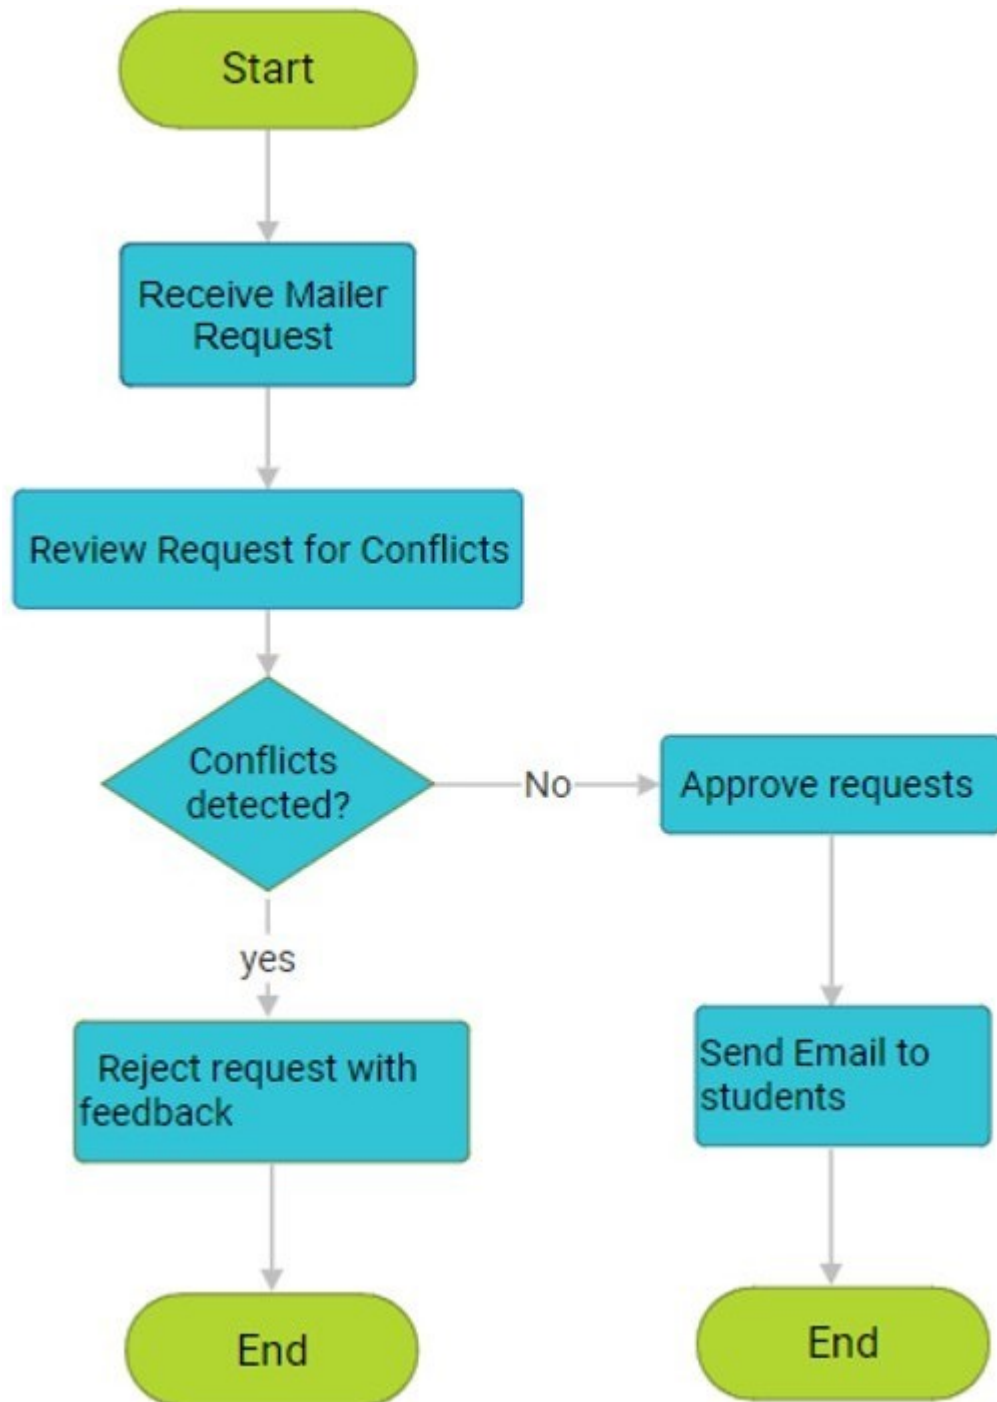 Start
Receive Mailer
Request
Review Request for Conflicts
Conflicts
detected?
No
Approve requests
yes
Reject request with
feedback
Send Email to
students
End
End